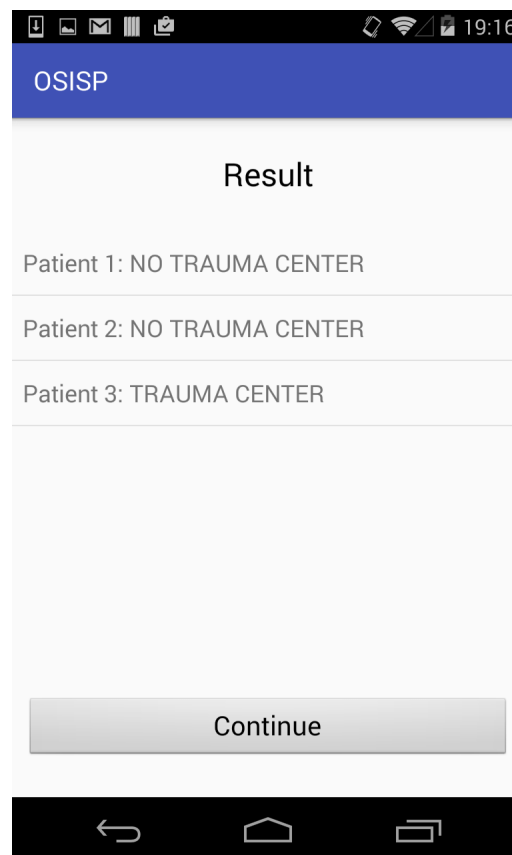 19:16
OSISP
Result
Patient 1: NO TRAUMA CENTER
Patient 2: NO TRAUMA CENTER
Patient 3: TRAUMA CENTER
Continue